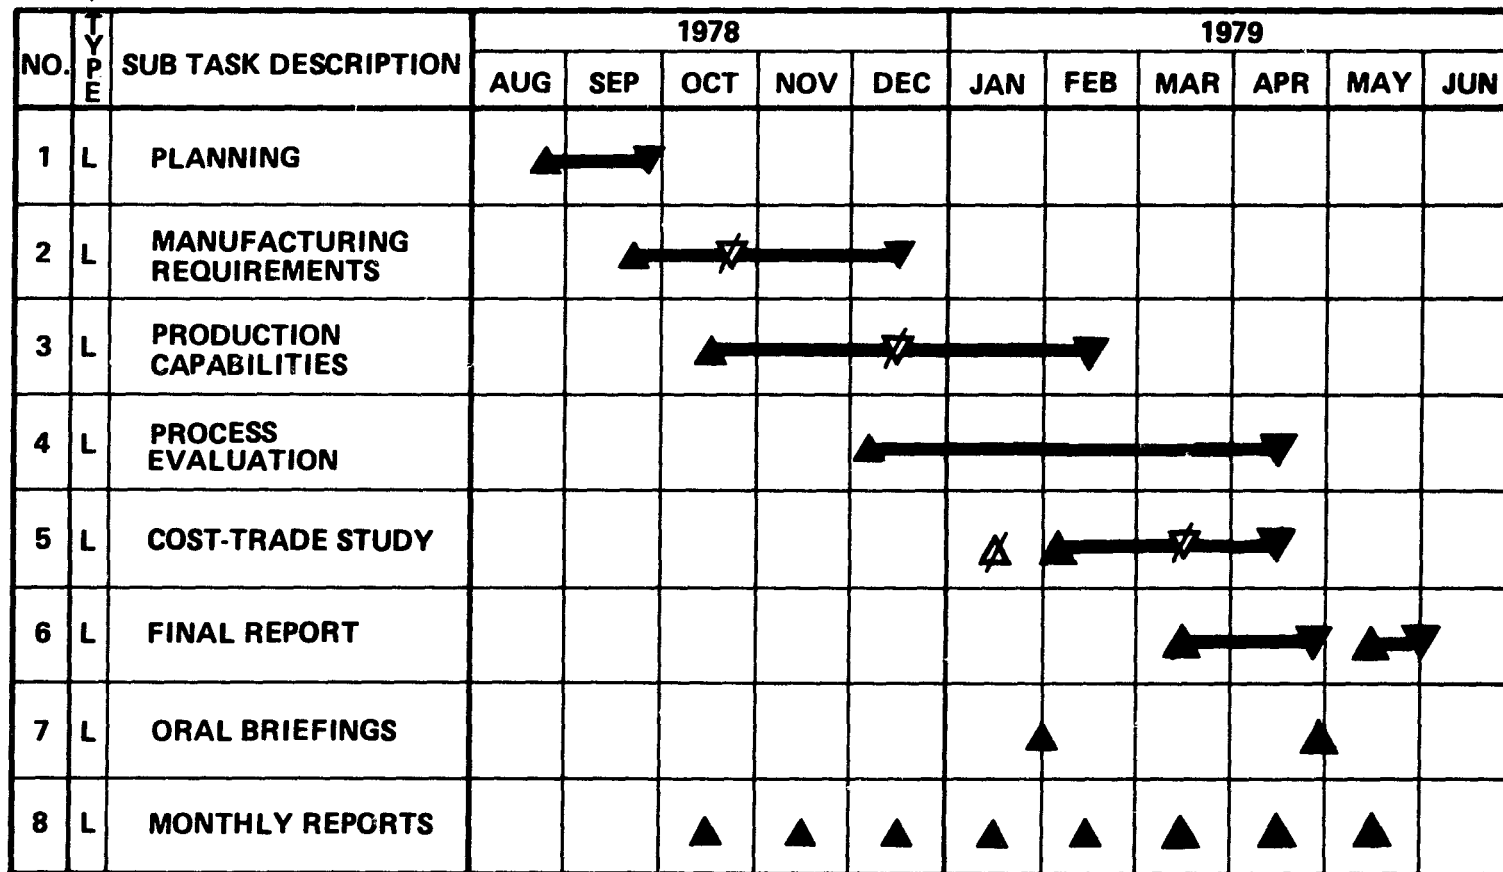 1978 1979
NO. TYPE SUB TASK DESCRIPTION AUG SEP OCT NOV DEC JAN FEB MAR APR MAY JUN
1 L PLANNING
2 L MANUFACTURING
REQUIREMENTS
3 L PRODUCTION
CAPABILITIES
4 L PROCESS
EVALUATION
5 L COST-TRADE STUDY
6 L FINAL REPORT
7 L ORAL BRIEFINGS
8 L MONTHLY REPORTS